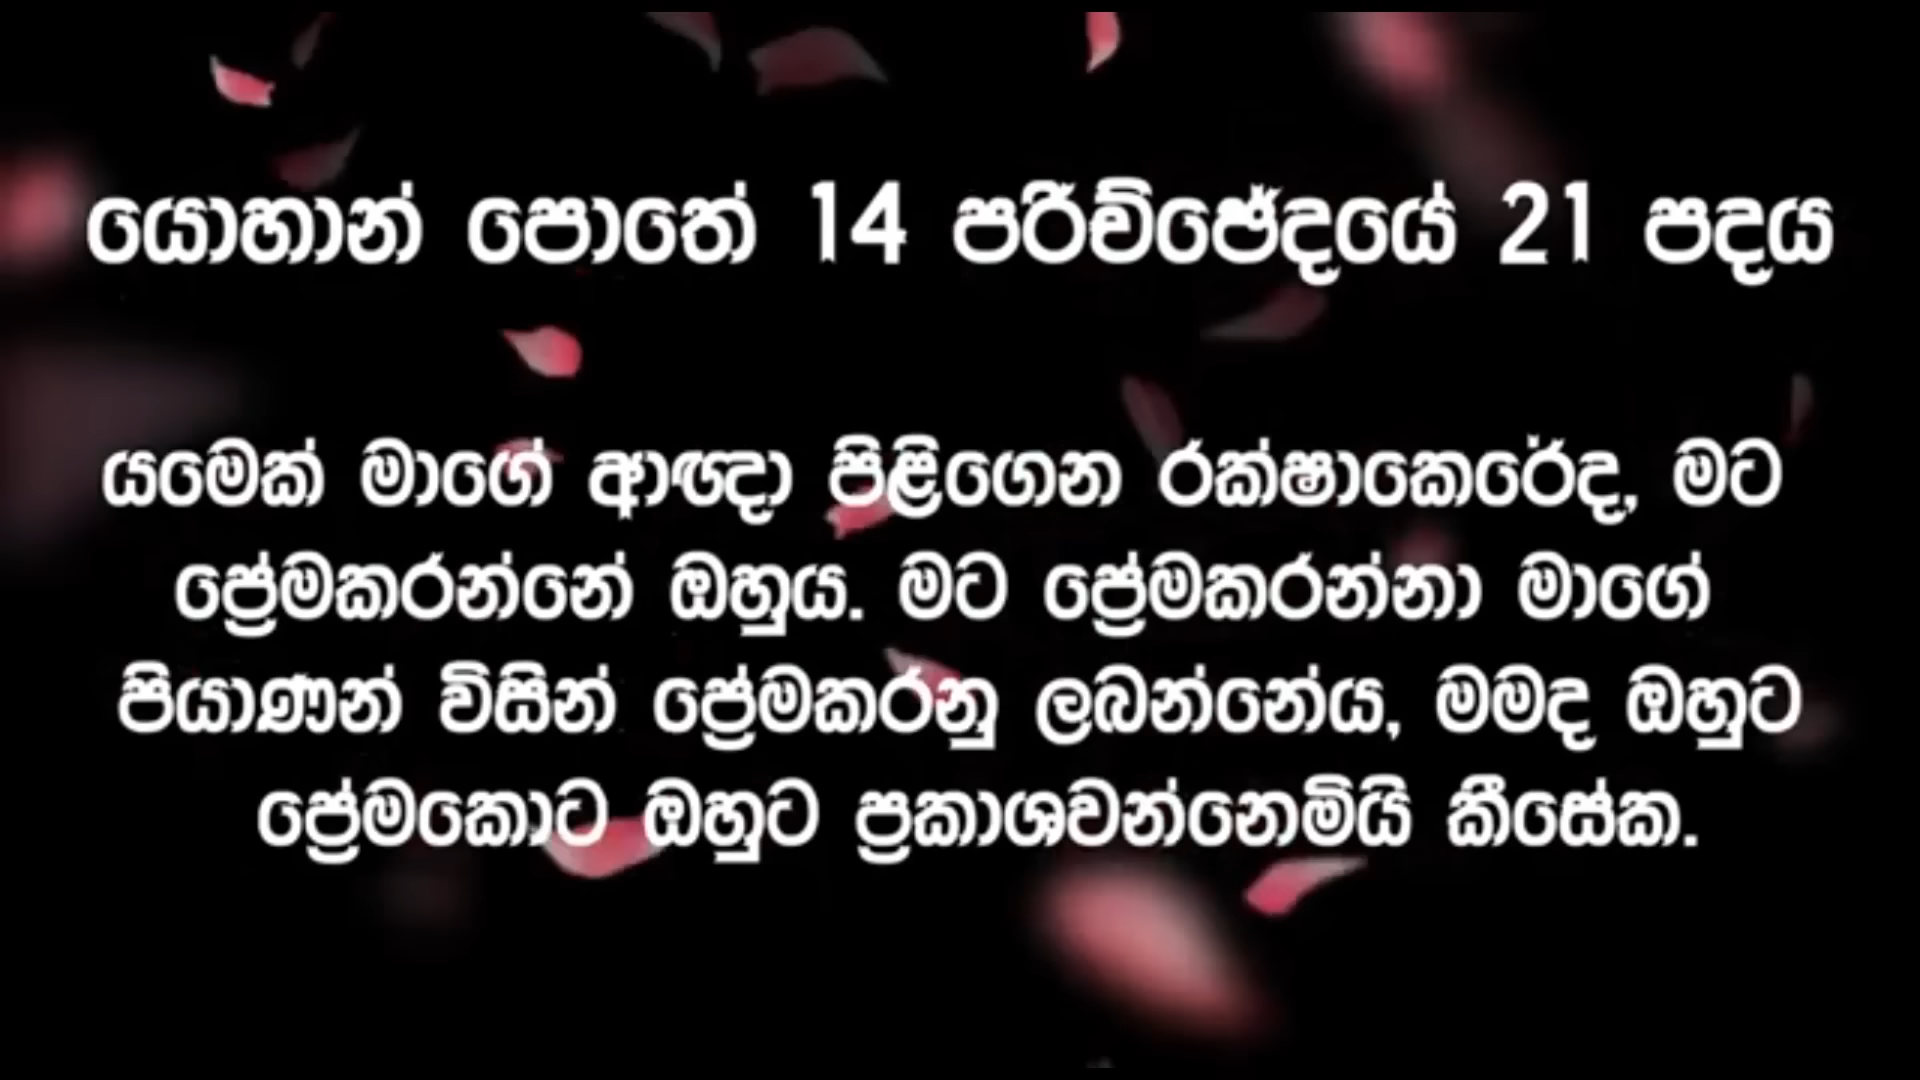 යොහාන් පොතේ 14 පරිච්ඡේදයේ 21 පදය
යමෙක් මාගේ ආඥා පිළිගෙන රක්ෂාකෙරේද, මට
ප්‍රේමකරන්නේ ඔහුය. මට ප්‍රේමකරන්නා මාගේ
පියාණන් විසින් ප්‍රේමකරනු ලබන්නේය, මමද ඔහුට
ප්‍රේමකොට ඔහුට ප්‍රකාශවන්නෙමියි කීසේක.